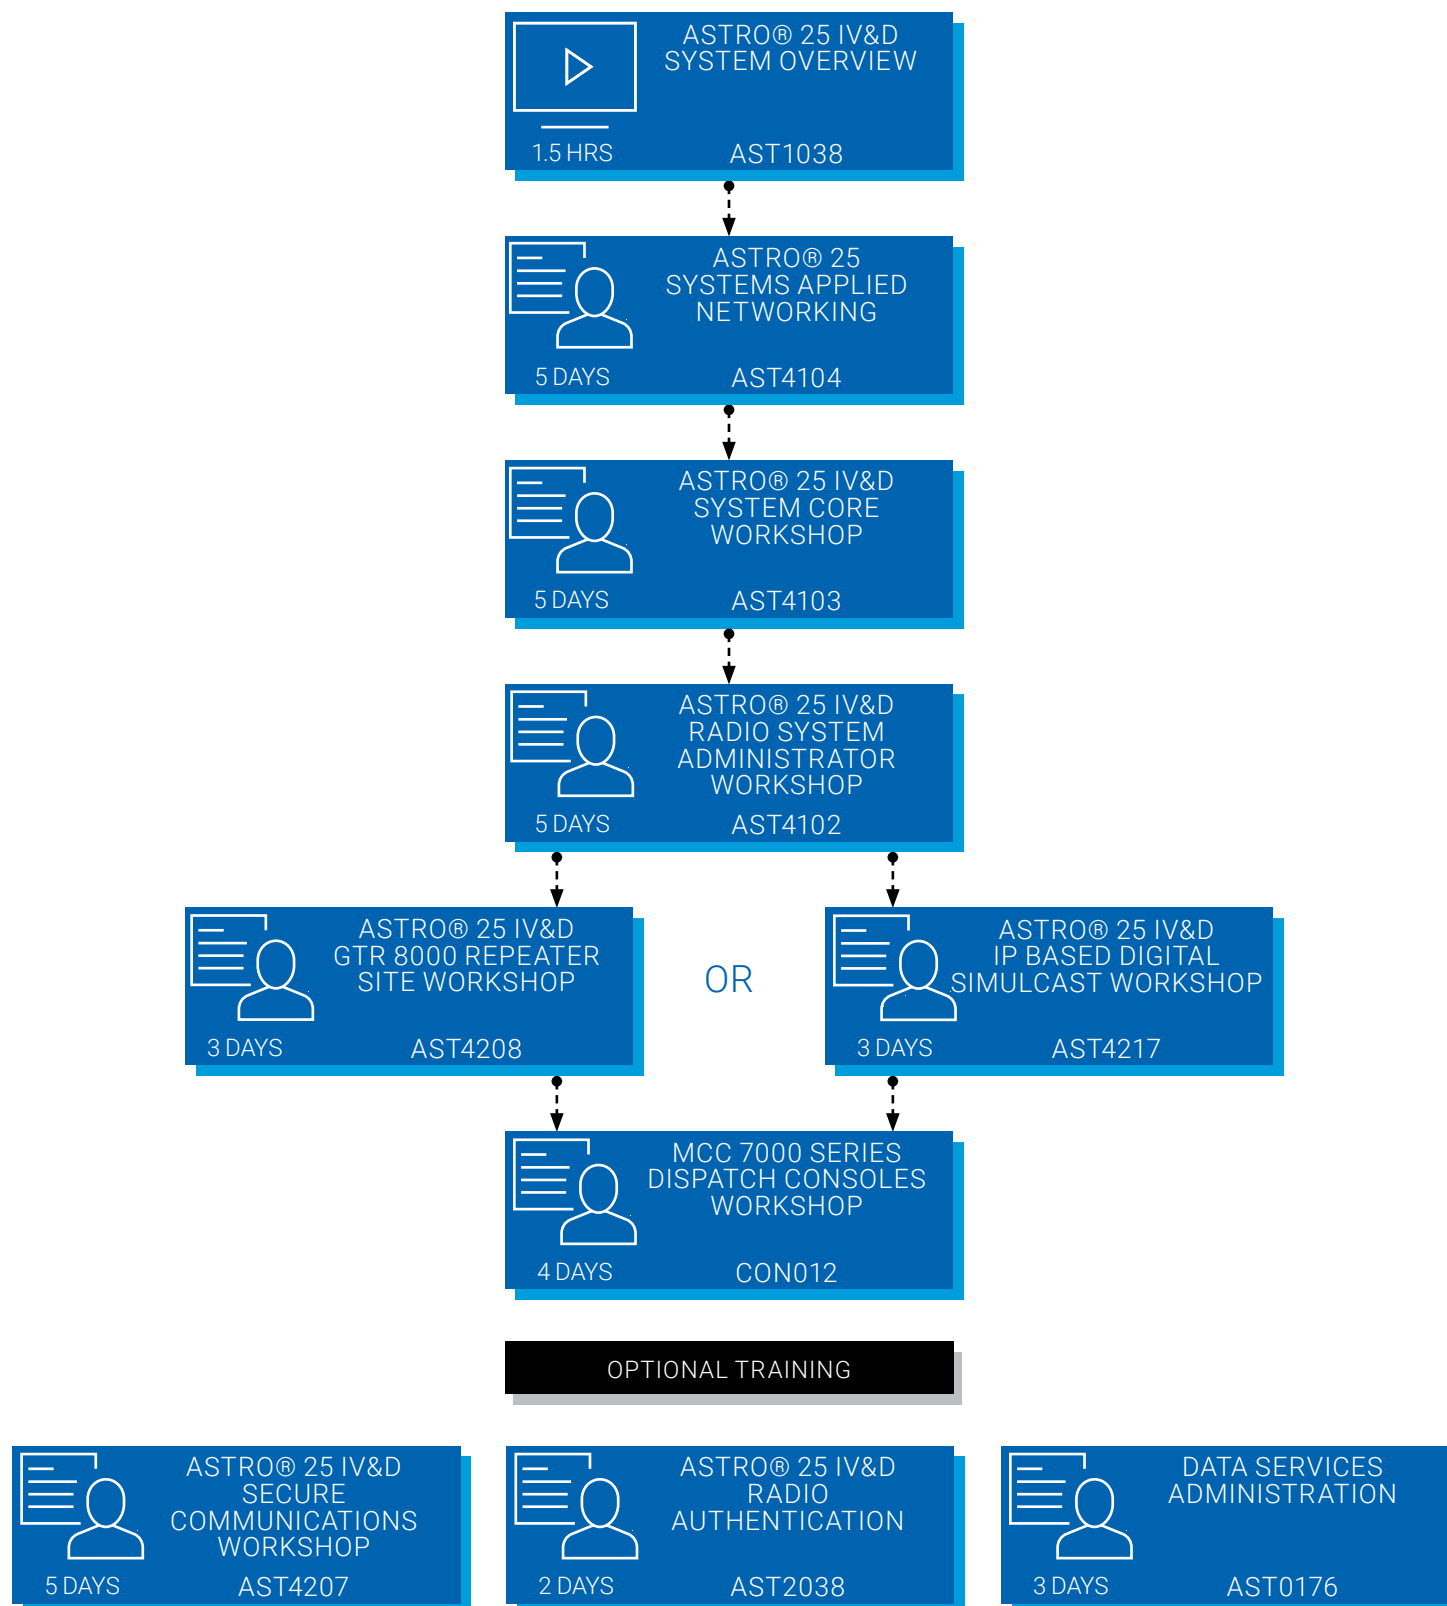 ASTRO® 25 IV&D
SYSTEM OVERVIEW
1.5 HRS
AST1038
ASTRO® 25
SYSTEMS APPLIED
NETWORKING
5 DAYS
AST4104
ASTRO® 25 IV&D
SYSTEM CORE
WORKSHOP
5 DAYS
AST4103
ASTRO® 25 IV&D
RADIO SYSTEM
ADMINISTRATOR
WORKSHOP
5 DAYS
AST4102
ASTRO® 25 IV&D
GTR 8000 REPEATER
SITE WORKSHOP
3 DAYS
AST4208
OR
ASTRO® 25 IV&D
IP BASED DIGITAL
SIMULCAST WORKSHOP
3 DAYS
AST4217
MCC 7000 SERIES
DISPATCH CONSOLES
WORKSHOP
4 DAYS
CON012
OPTIONAL TRAINING
ASTRO® 25 IV&D
SECURE
COMMUNICATIONS
WORKSHOP
5 DAYS
AST4207
ASTRO® 25 IV&D
RADIO
AUTHENTICATION
2 DAYS
AST2038
DATA SERVICES
ADMINISTRATION
3 DAYS
AST0176